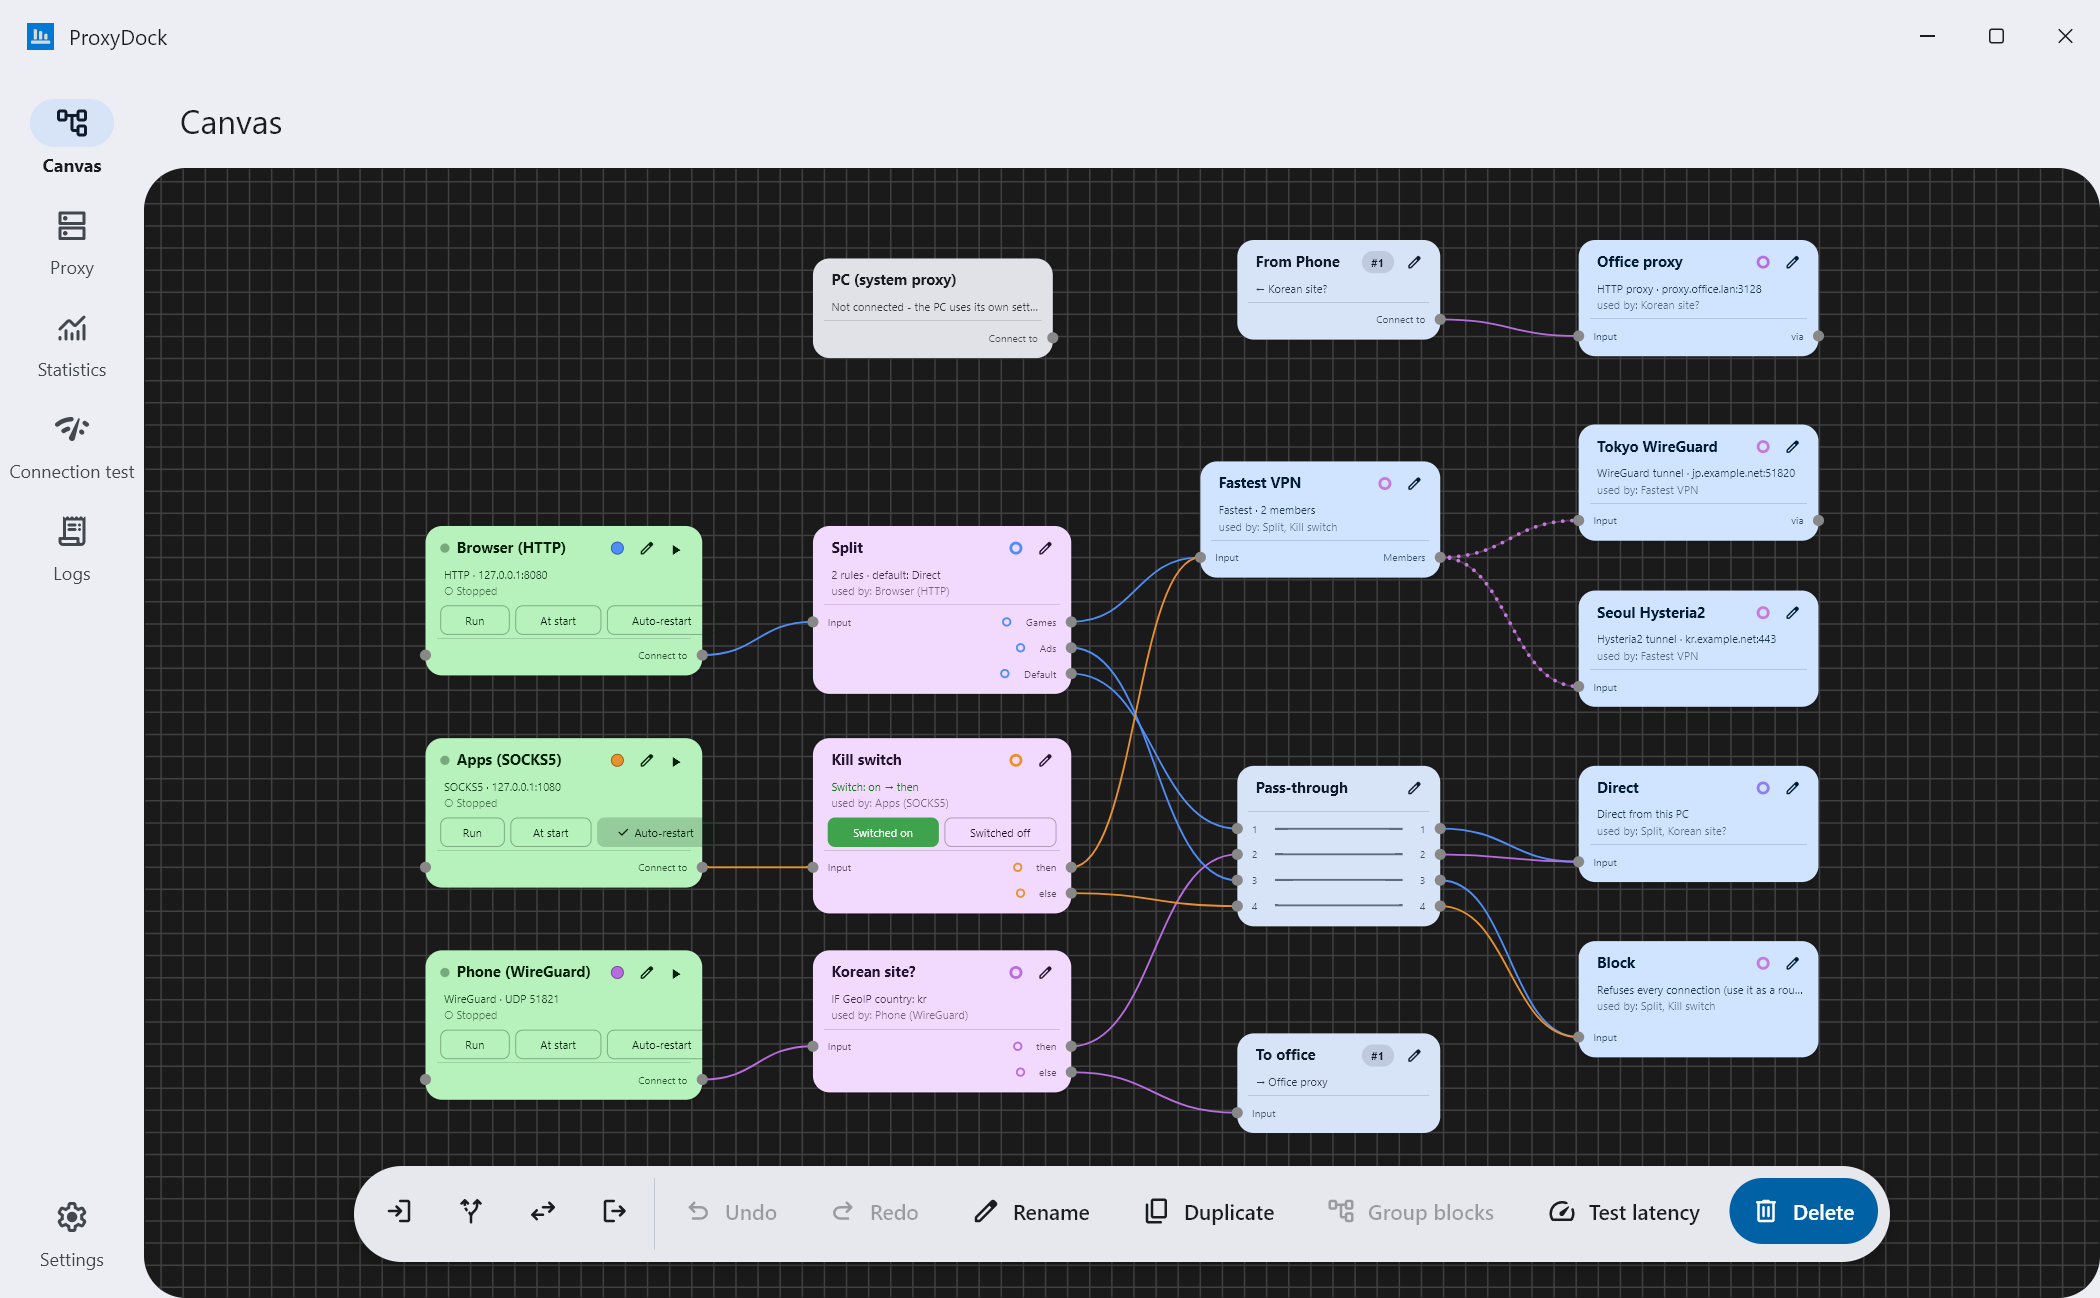 ProxyDock
Canvas
Canvas
Proxy
Statistics
Connection test
Logs
Settings
PC (system proxy)
Not connected - the PC uses its own sett...
Connect to
From Phone
#1
← Korean site?
Connect to
Office proxy
HTTP proxy · proxy.office.lan:3128
used by: Korean site?
Input
via
Tokyo WireGuard
WireGuard tunnel · jp.example.net:51820
used by: Fastest VPN
Input
via
Fastest VPN
Fastest · 2 members
used by: Split, Kill switch
Input
Members
Seoul Hysteria2
Hysteria2 tunnel · kr.example.net:443
used by: Fastest VPN
Input
Browser (HTTP)
HTTP · 127.0.0.1:8080
Stopped
Run
At start
Auto-restart
Connect to
Split
2 rules · default: Direct
used by: Browser (HTTP)
Input
Games
Ads
Default
Apps (SOCKS5)
SOCKS5 · 127.0.0.1:1080
Stopped
Run
At start
Auto-restart
Connect to
Kill switch
Switch: on → then
used by: Apps (SOCKS5)
Switched on
Switched off
Input
then
else
Pass-through
1 1
2 2
3 3
4 4
Direct
Direct from this PC
used by: Split, Korean site?
Input
Phone (WireGuard)
WireGuard · UDP 51821
Stopped
Run
At start
Auto-restart
Connect to
Korean site?
IF GeoIP country: kr
used by: Phone (WireGuard)
Input
then
else
To office
#1
→ Office proxy
Input
Block
Refuses every connection (use it as a rou...
used by: Split, Kill switch
Input
Undo
Redo
Rename
Duplicate
Group blocks
Test latency
Delete